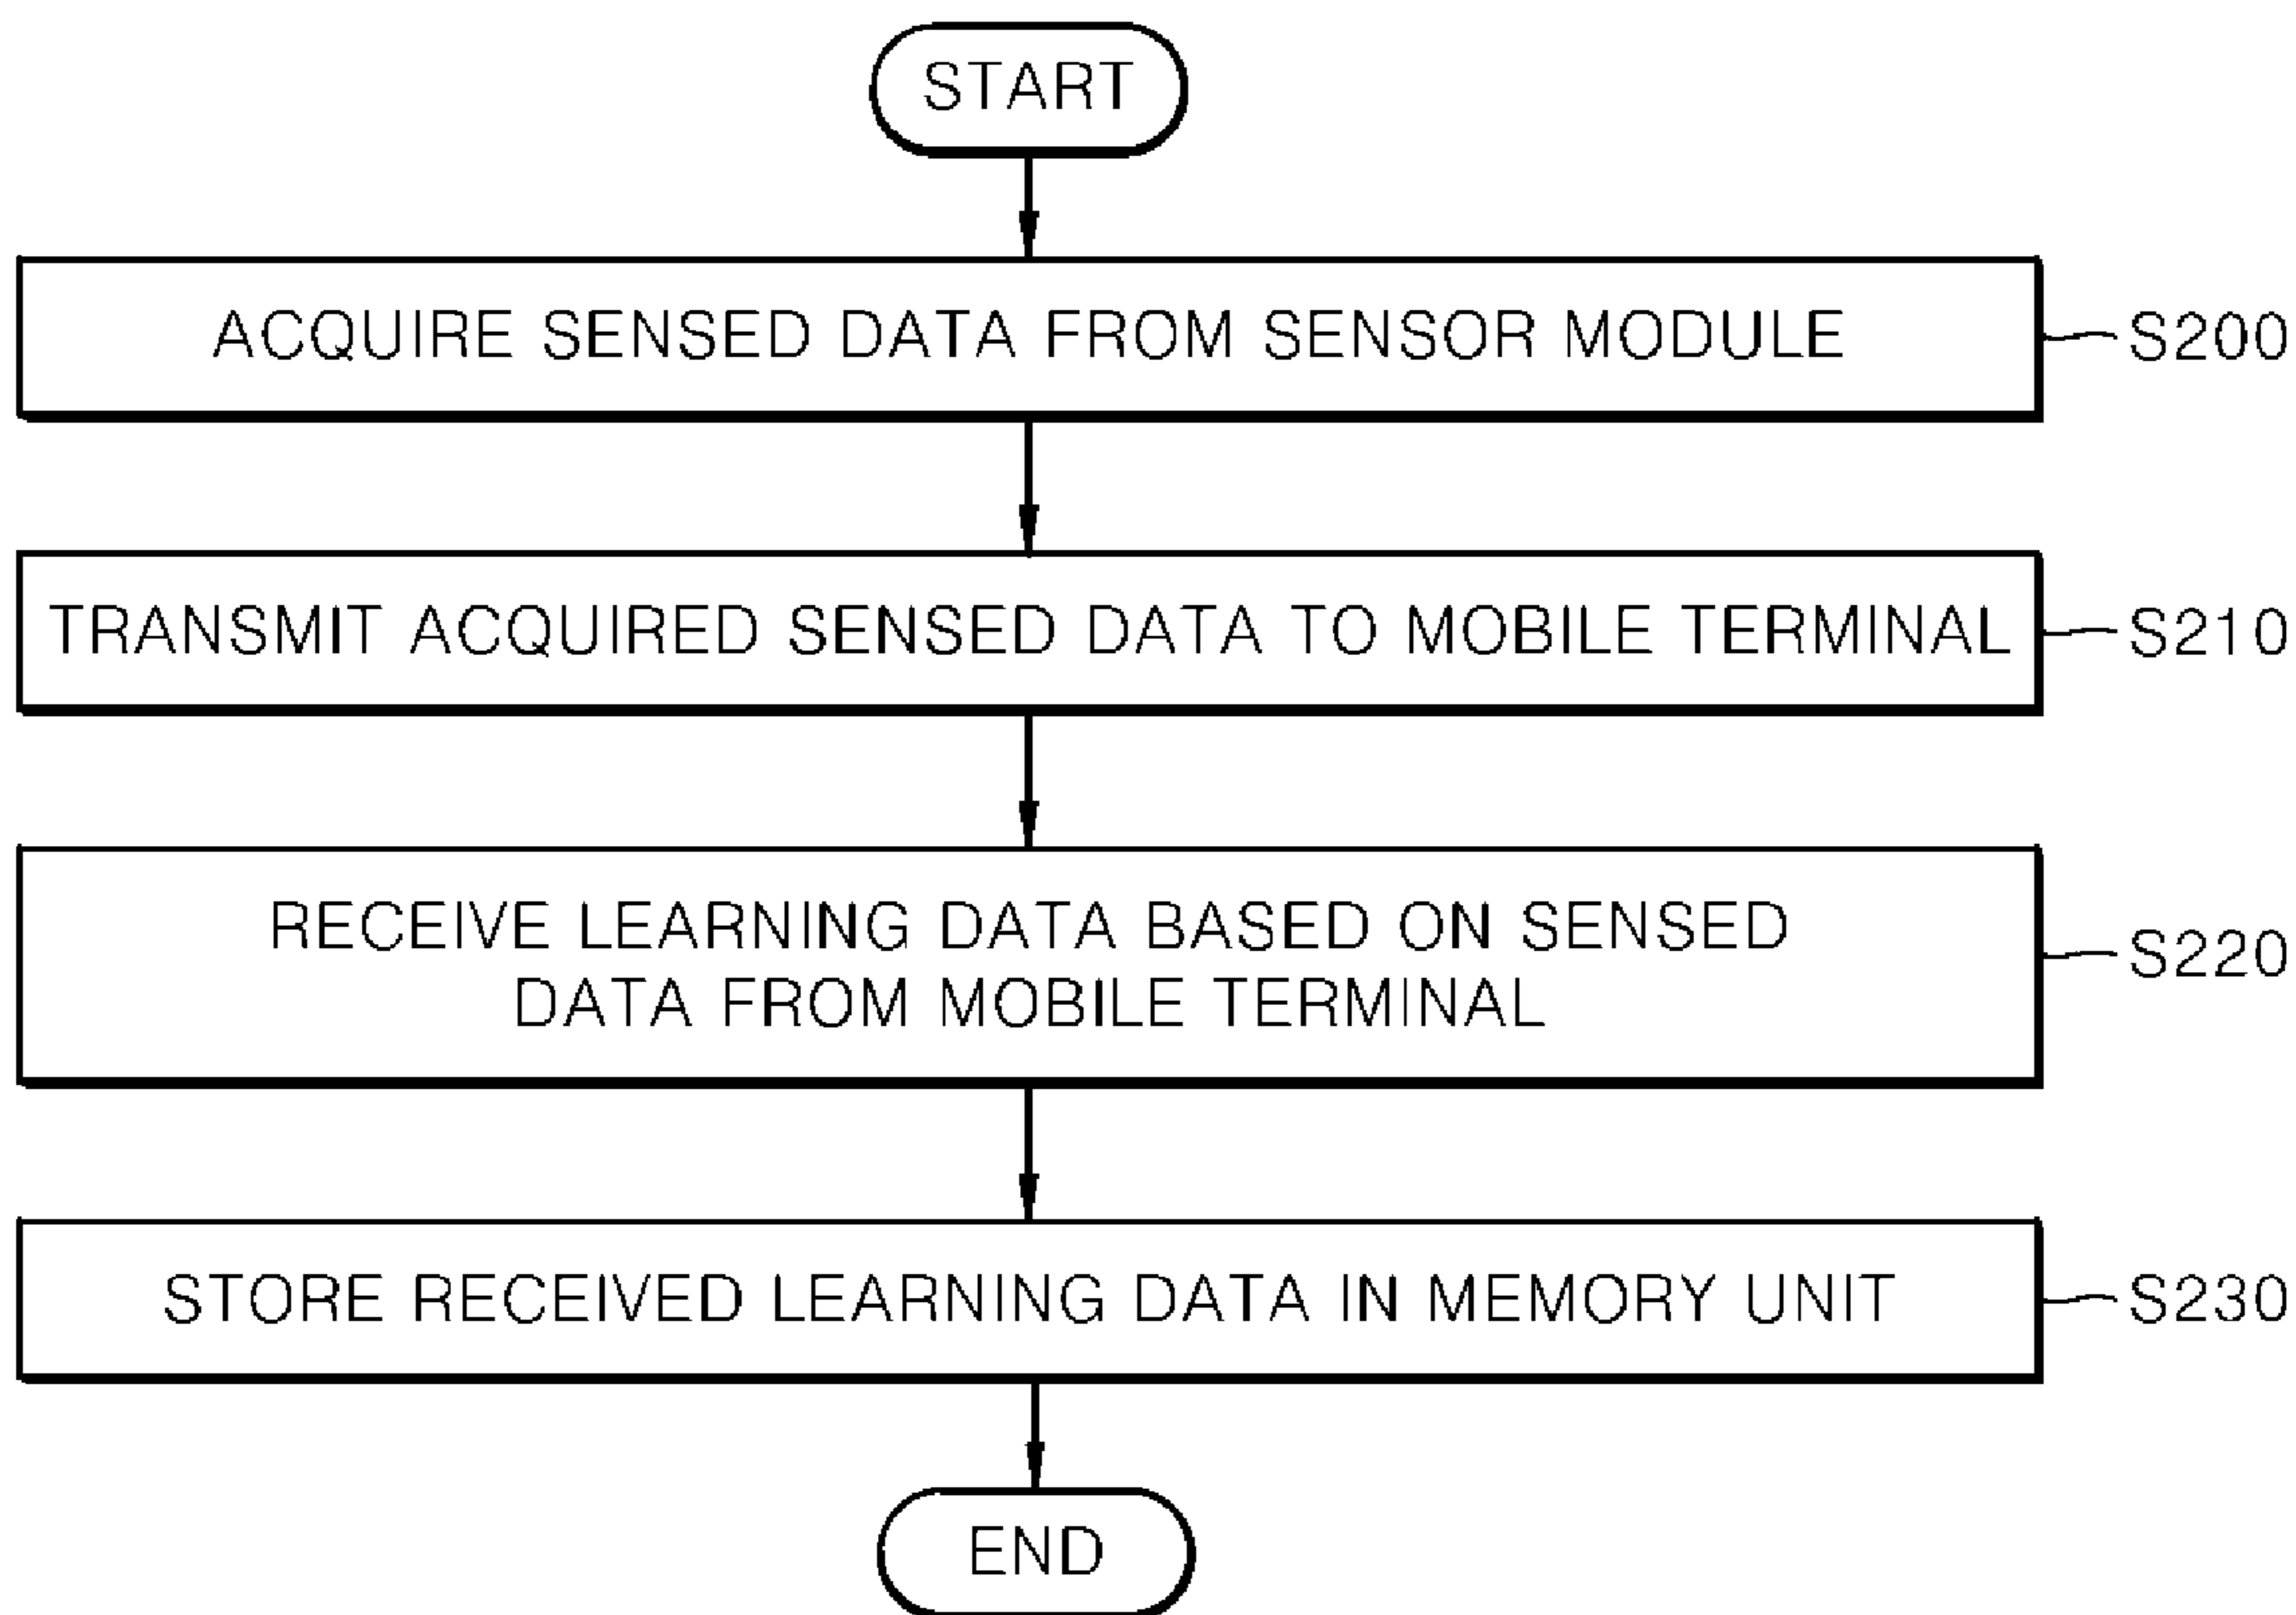 START
ACQUIRE SENSED DATA FROM SENSOR MODULE
S200
TRANSMIT ACQUIRED SENSED DATA TO MOBILE TERMINAL
S210
RECEIVE LEARNING DATA BASED ON SENSED
DATA FROM MOBILE TERMINAL
S220
STORE RECEIVED LEARNING DATA IN MEMORY UNIT
S230
END